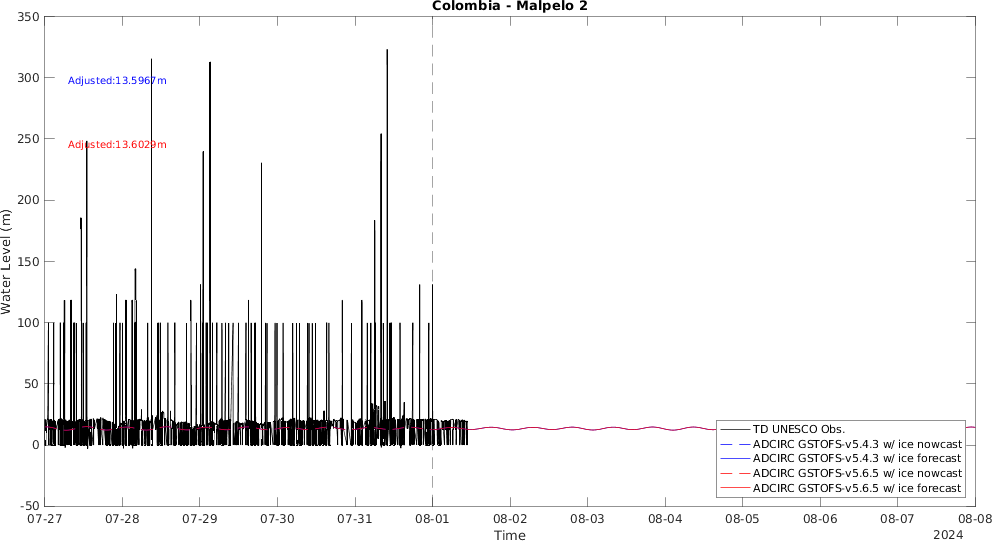 Colombia - Malpelo 2
350
300
250
200
150
100
50
0
-50
Water Level (m)
Adjusted:13.5967m
Adjusted:13.6029m
TD UNESCO Obs.
ADCIRC GSTOFS-v5.4.3 w/ ice nowcast
ADCIRC GSTOFS-v5.4.3 w/ ice forecast
ADCIRC GSTOFS-v5.6.5 w/ ice nowcast
ADCIRC GSTOFS-v5.6.5 w/ ice forecast
07-27 07-28 07-29 07-30 07-31 08-01 08-02 08-03 08-04 08-05 08-06 08-07 08-08
Time
2024